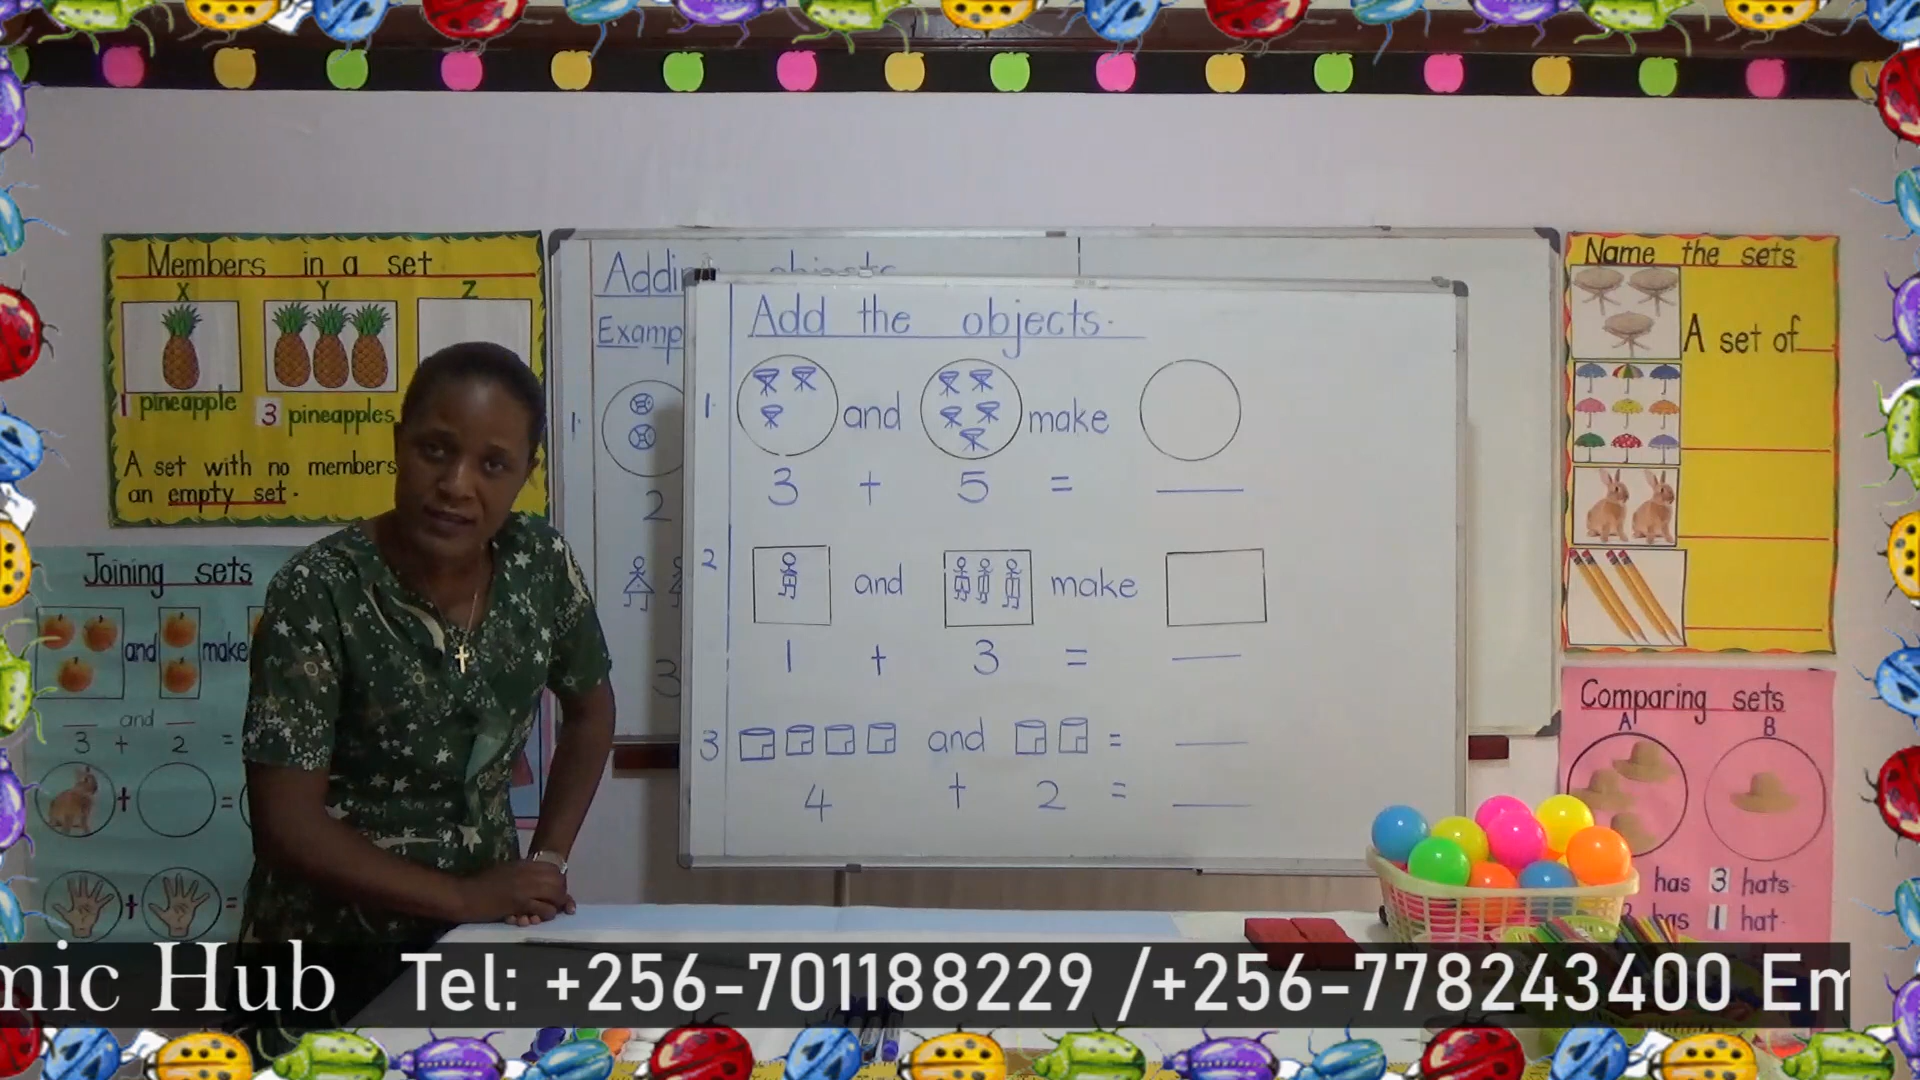 Members in a set
X Y Z
1 pineapple 3 pineapples
A set with no members
an empty set.
Joining sets
and make
and
3 + 2 =
+ =
+ =
Examp
1.
2
3
Add the objects.
1. and make
3 + 5 =
2 and make
1 + 3 =
3 and =
4 + 2 =
Name the sets
A set of
Comparing sets
A B
has 3 hats.
has 1 hat.
Hub Tel: +256-701188229 /+256-778243400